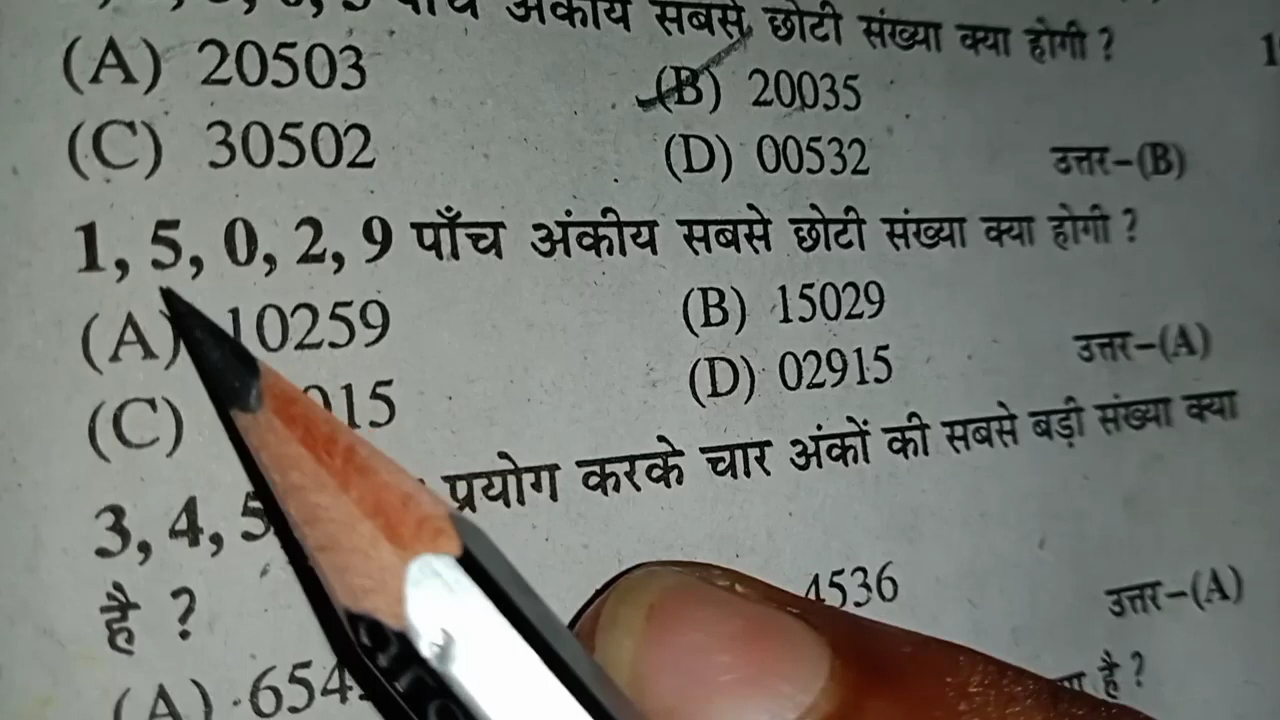 पाँच अंकीय सबसे छोटी संख्या क्या होगी ?
(A) 20503 (B) 20035
(C) 30502 (D) 00532 उत्तर-(B)
1, 5, 0, 2, 9 पाँच अंकीय सबसे छोटी संख्या क्या होगी ?
(A) 10259 (B) 15029
(C) 015 (D) 02915 उत्तर-(A)
3, 4, 5 प्रयोग करके चार अंकों की सबसे बड़ी संख्या क्या
है ?
4536 उत्तर-(A)
(A) 654 है ?